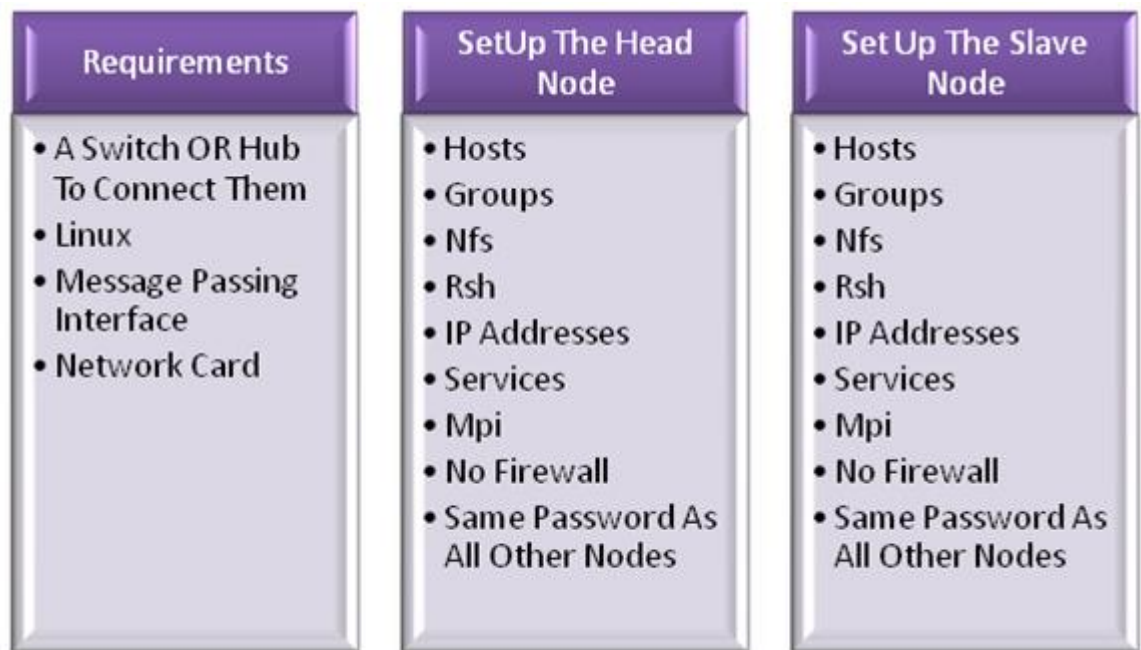 Requirements
• A Switch OR Hub
To Connect Them
• Linux
• Message Passing
Interface
• Network Card
SetUp The Head
Node
• Hosts
• Groups
• Nfs
• Rsh
• IP Addresses
• Services
• Mpi
• No Firewall
• Same Password As
All Other Nodes
Set Up The Slave
Node
• Hosts
• Groups
• Nfs
• Rsh
• IP Addresses
• Services
• Mpi
• No Firewall
• Same Password As
All Other Nodes